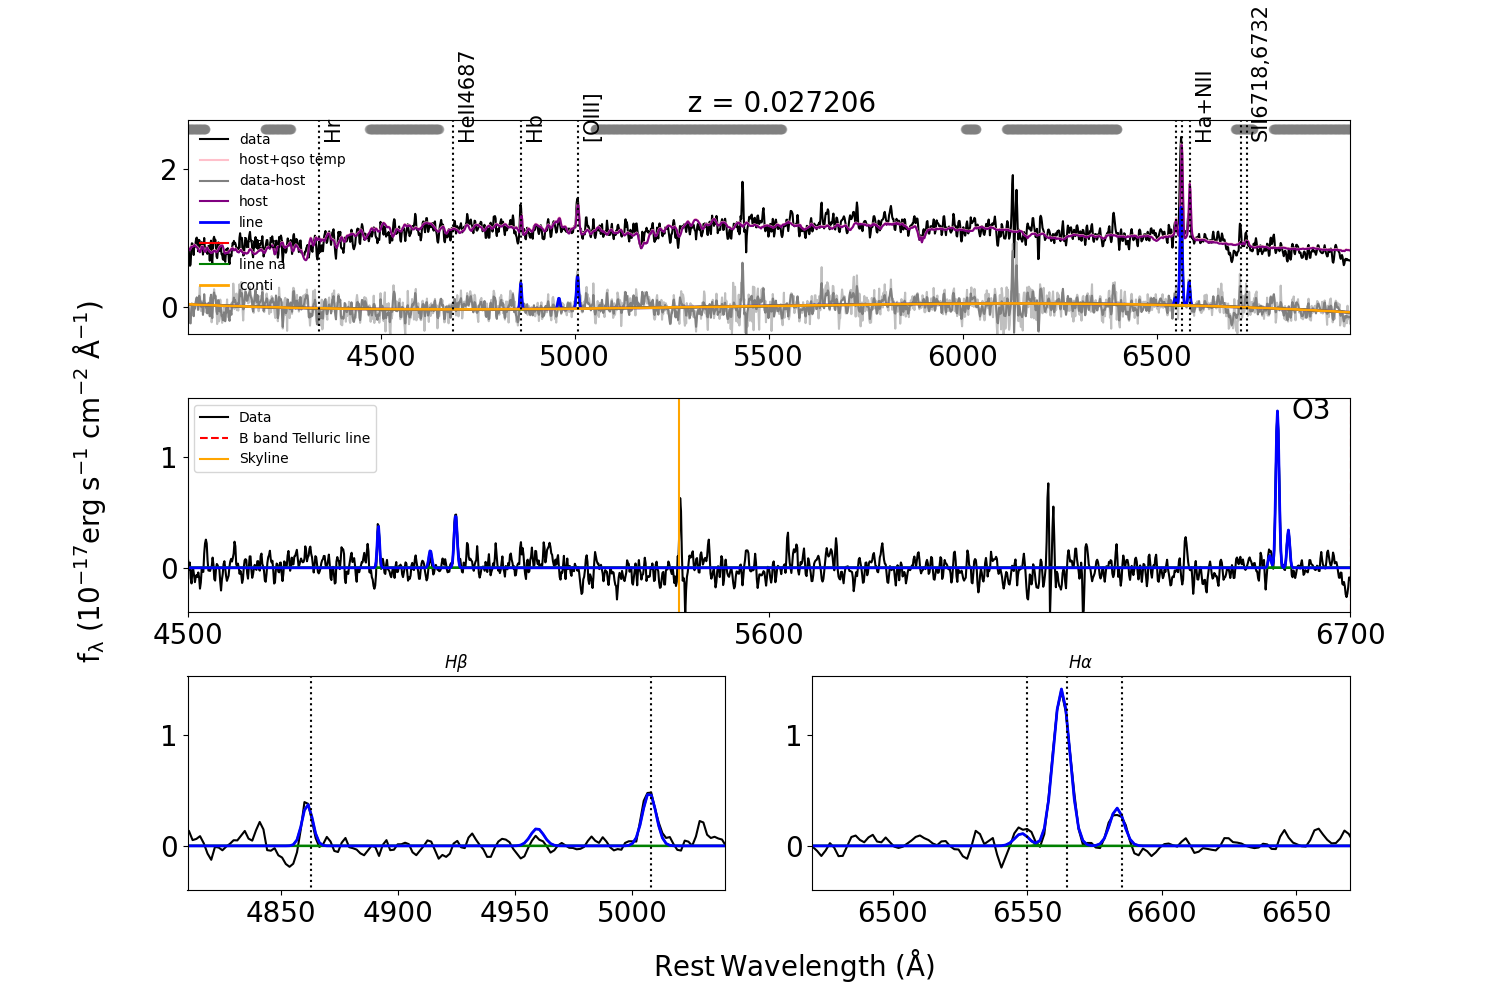 z = 0.027206
Hr
HeII4687
Hb
[OIII]
Ha+NII
SII6718,6732
data
host+qso temp
data-host
host
line
line na
conti
2
0
4500
5000
5500
6000
6500
Data
B band Telluric line
Skyline
O3
1
0
4500
5600
6700
fλ (10⁻¹⁷erg s⁻¹ cm⁻² Å⁻¹)
Hβ
1
0
4850
4900
4950
5000
Hα
1
0
6500
6550
6600
6650
Rest Wavelength (Å)